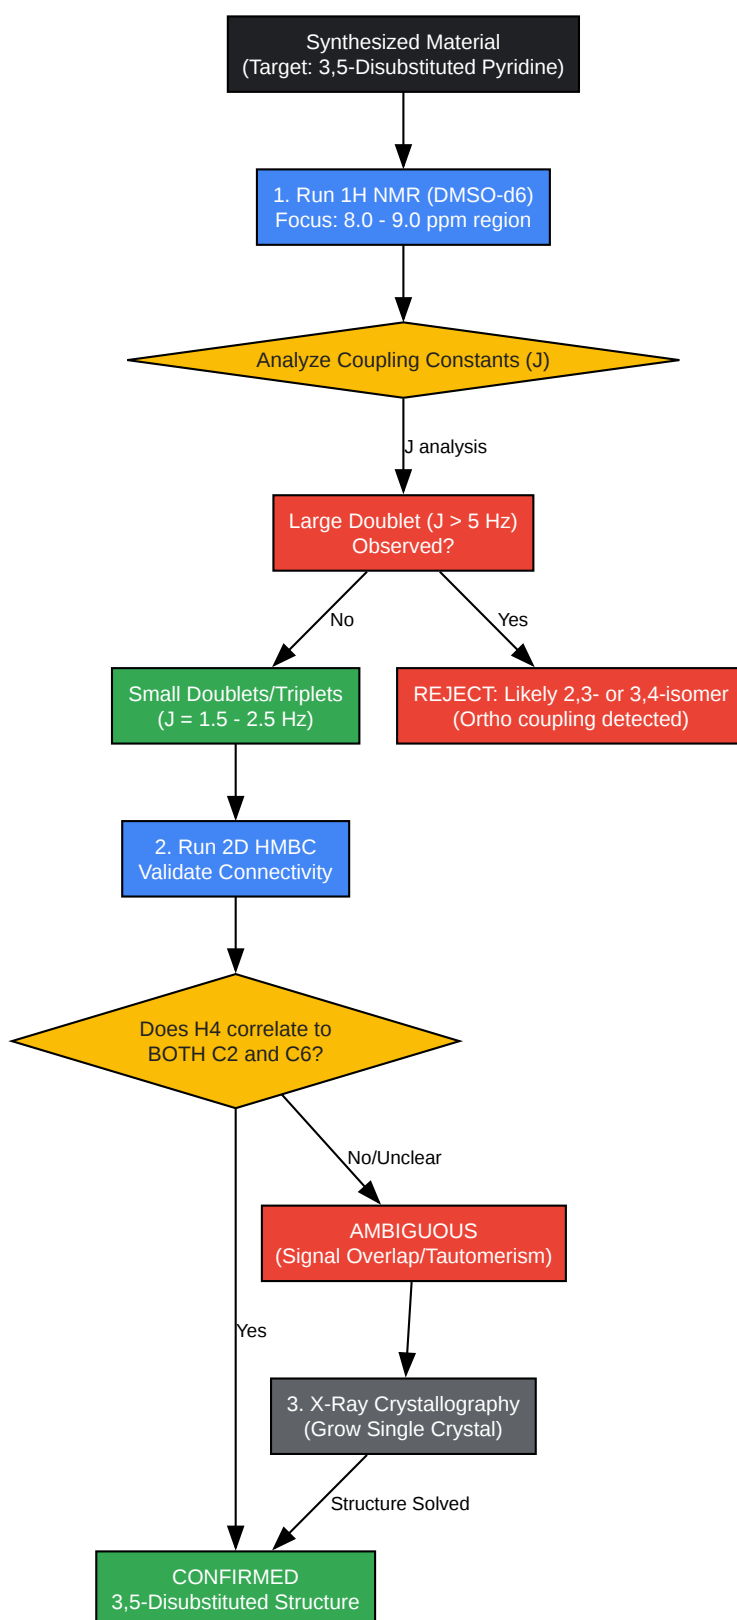 Synthesized Material
(Target: 3,5-Disubstituted Pyridine)
1. Run 1H NMR (DMSO-d6)
Focus: 8.0 - 9.0 ppm region
Analyze Coupling Constants (J)
J analysis
Large Doublet (J > 5 Hz)
Observed?
No
Yes
Small Doublets/Triplets
(J = 1.5 - 2.5 Hz)
REJECT: Likely 2,3- or 3,4-isomer
(Ortho coupling detected)
2. Run 2D HMBC
Validate Connectivity
Does H4 correlate to
BOTH C2 and C6?
No/Unclear
AMBIGUOUS
(Signal Overlap/Tautomerism)
Yes
3. X-Ray Crystallography
(Grow Single Crystal)
Structure Solved
CONFIRMED
3,5-Disubstituted Structure